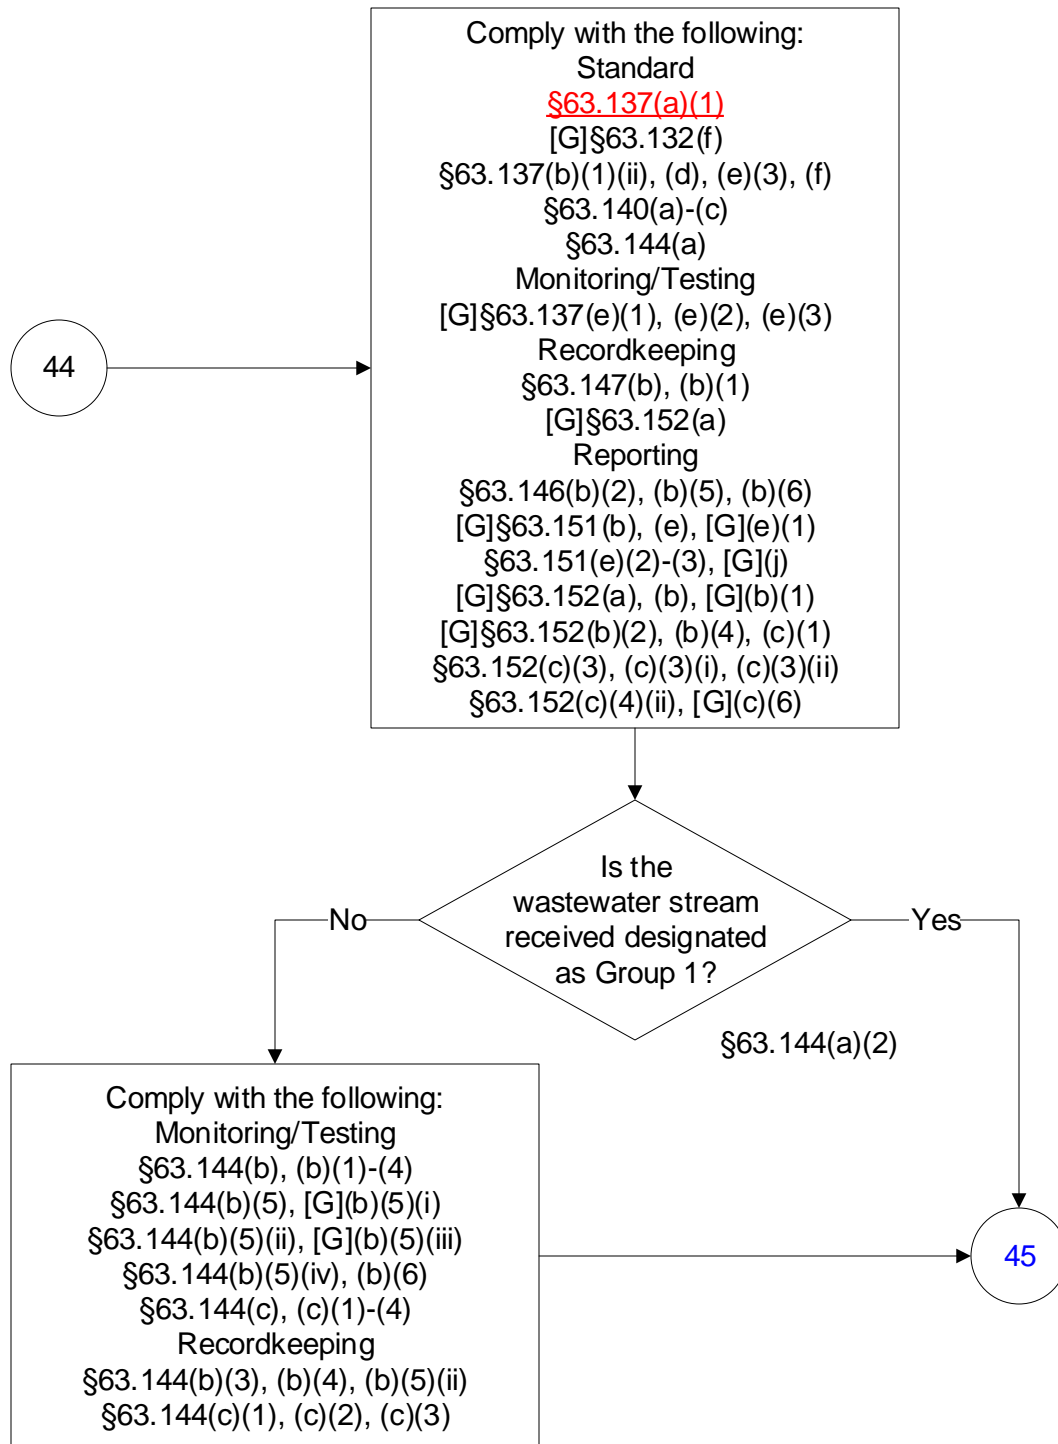 Comply with the following:
Standard
§63.137(a)(1)
[G]§63.132(f)
§63.137(b)(1)(ii), (d), (e)(3), (f)
§63.140(a)-(c)
§63.144(a)
Monitoring/Testing
[G]§63.137(e)(1), (e)(2), (e)(3)
Recordkeeping
§63.147(b), (b)(1)
[G]§63.152(a)
Reporting
§63.146(b)(2), (b)(5), (b)(6)
[G]§63.151(b), (e), [G](e)(1)
§63.151(e)(2)-(3), [G](j)
[G]§63.152(a), (b), [G](b)(1)
[G]§63.152(b)(2), (b)(4), (c)(1)
§63.152(c)(3), (c)(3)(i), (c)(3)(ii)
§63.152(c)(4)(ii), [G](c)(6)
44
Is the
wastewater stream
received designated
as Group 1?
No
Yes
§63.144(a)(2)
Comply with the following:
Monitoring/Testing
§63.144(b), (b)(1)-(4)
§63.144(b)(5), [G](b)(5)(i)
§63.144(b)(5)(ii), [G](b)(5)(iii)
§63.144(b)(5)(iv), (b)(6)
§63.144(c), (c)(1)-(4)
Recordkeeping
§63.144(b)(3), (b)(4), (b)(5)(ii)
§63.144(c)(1), (c)(2), (c)(3)
45